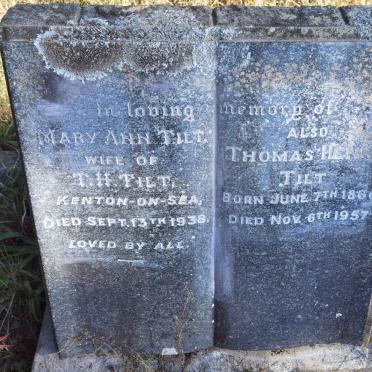 In loving memory of
MARY ANN TILT,
WIFE OF
T.H. TILT,
KENTON-ON-SEA,
DIED SEPT. 13TH 1938.
LOVED BY ALL.
ALSO
THOMAS
TILT
BORN JUNE 7TH
DIED NOV. 6TH 1957